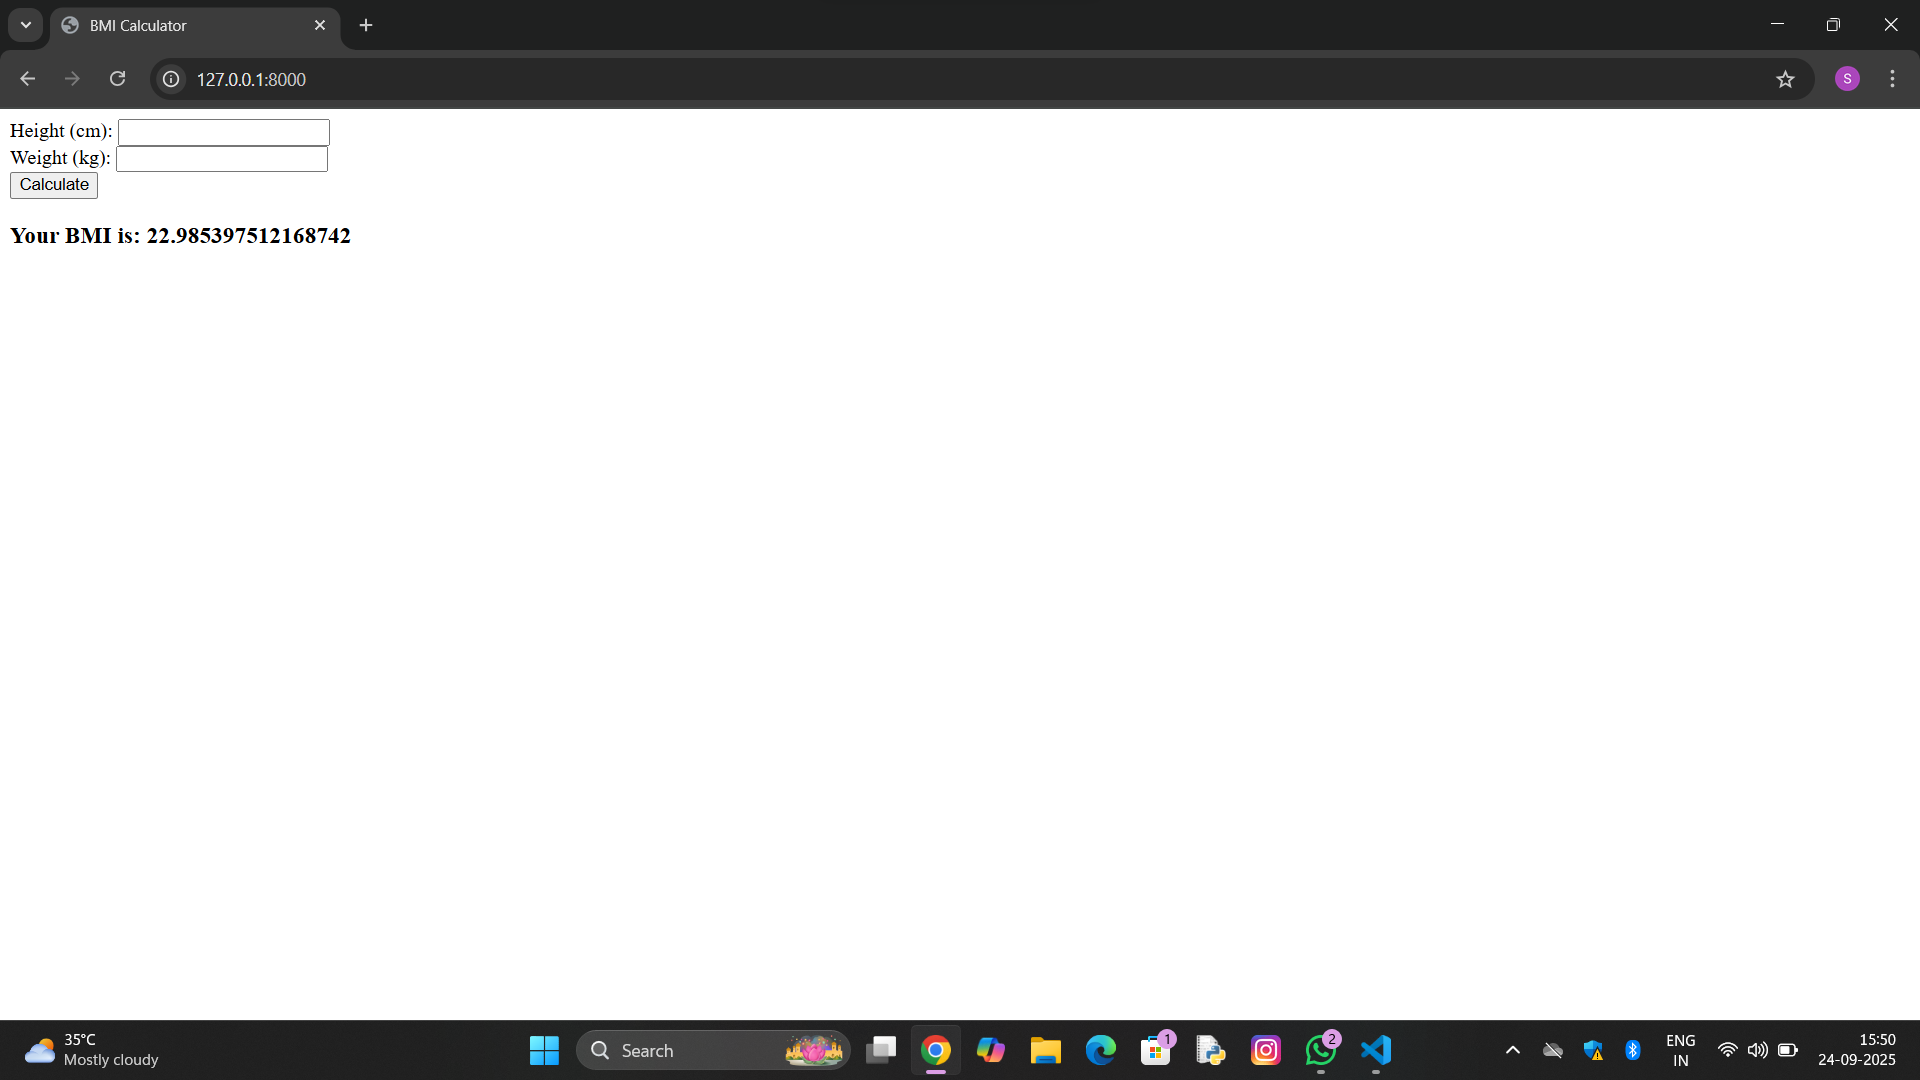 BMI Calculator
127.0.0.1:8000
S
Height (cm):
Weight (kg):
Calculate
Your BMI is: 22.985397512168742
35°C
Mostly cloudy
Search
1
2
ENG
IN
15:50
24-09-2025